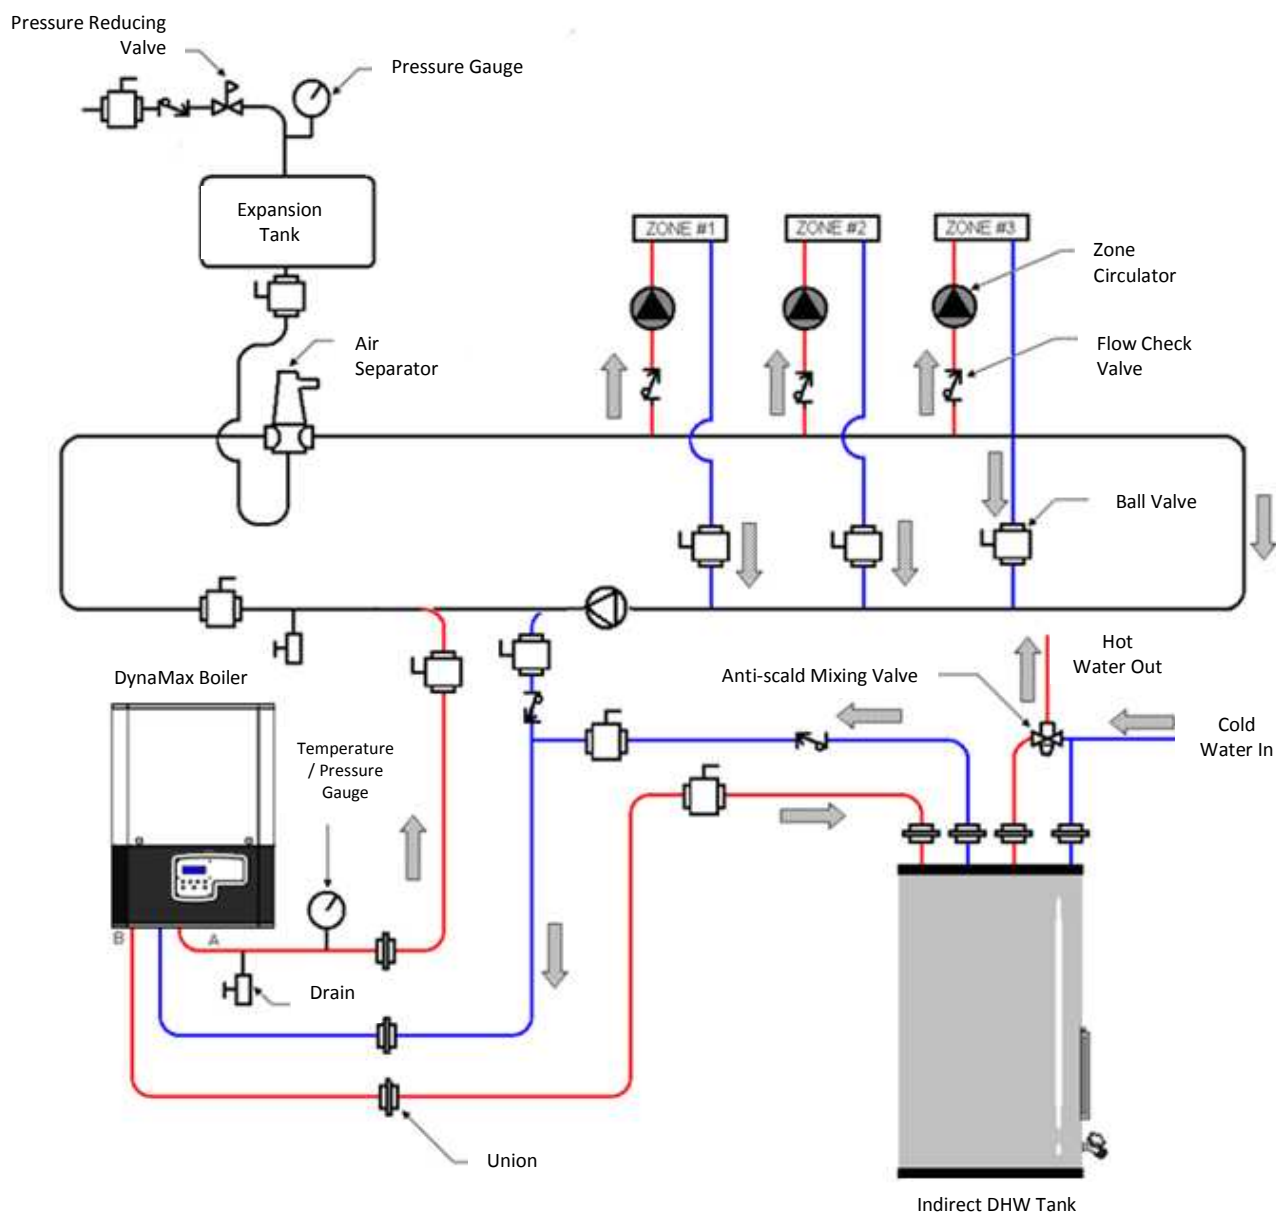 Pressure Reducing
Valve
Pressure Gauge
Expansion
Tank
ZONE #1
ZONE #2
ZONE #3
Zone
Circulator
Air
Separator
Flow Check
Valve
Ball Valve
DynaMax Boiler
Anti-scald Mixing Valve
Hot
Water Out
Cold
Water In
Temperature
/ Pressure
Gauge
B
A
Drain
Union
Indirect DHW Tank